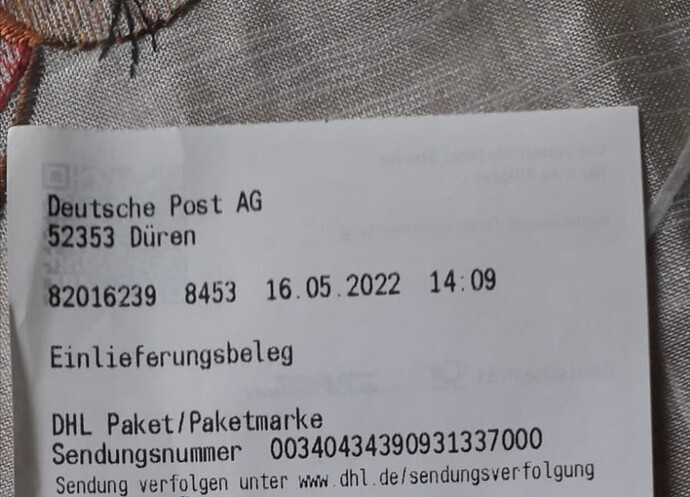 Deutsche Post AG
52353 Düren
82016239 8453 16.05.2022 14:09
Einlieferungsbeleg
DHL Paket/Paketmarke
Sendungsnummer 00340434390931337000
Sendung verfolgen unter www.dhl.de/sendungsverfolgung